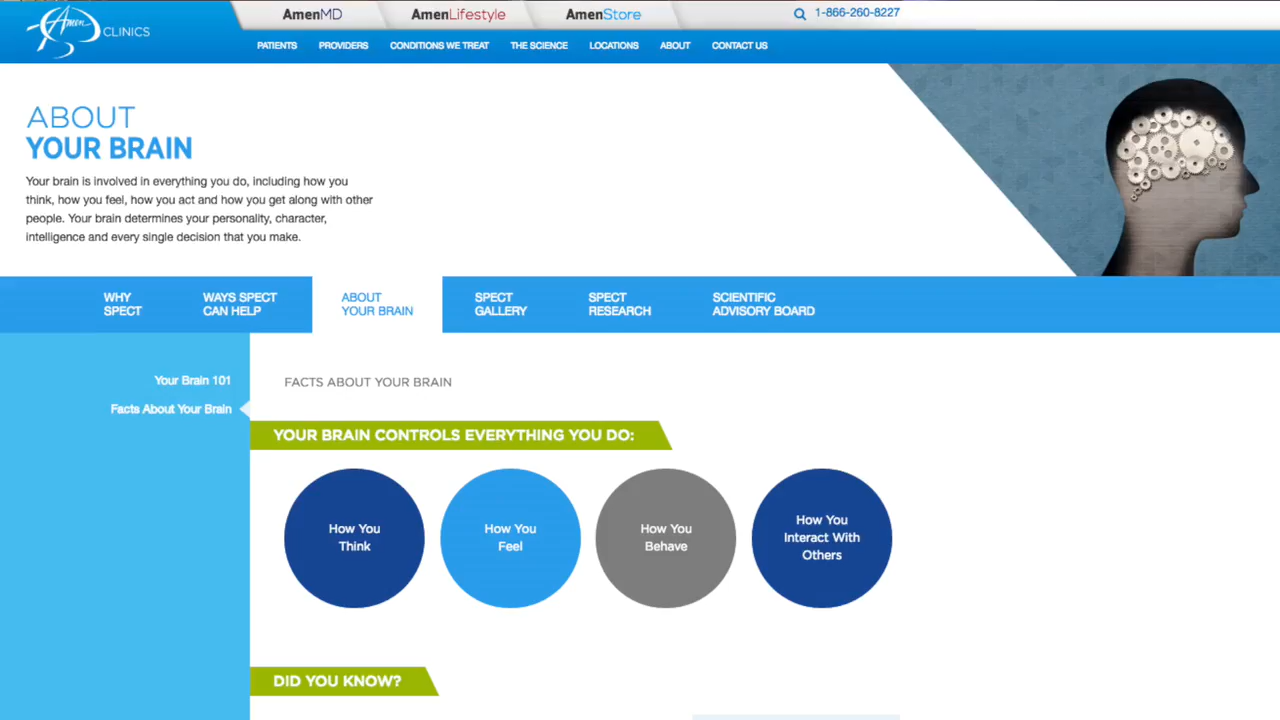 AmenMD
AmenLifestyle
AmenStore
1-866-260-8227
Amen
CLINICS
PATIENTS
PROVIDERS
CONDITIONS WE TREAT
THE SCIENCE
LOCATIONS
ABOUT
CONTACT US
ABOUT
YOUR BRAIN
Your brain is involved in everything you do, including how you
think, how you feel, how you act and how you get along with other
people. Your brain determines your personality, character,
intelligence and every single decision that you make.
WHY
SPECT
WAYS SPECT
CAN HELP
ABOUT
YOUR BRAIN
SPECT
GALLERY
SPECT
RESEARCH
SCIENTIFIC
ADVISORY BOARD
Your Brain 101
Facts About Your Brain
FACTS ABOUT YOUR BRAIN
YOUR BRAIN CONTROLS EVERYTHING YOU DO:
How You
Think
How You
Feel
How You
Behave
How You
Interact With
Others
DID YOU KNOW?